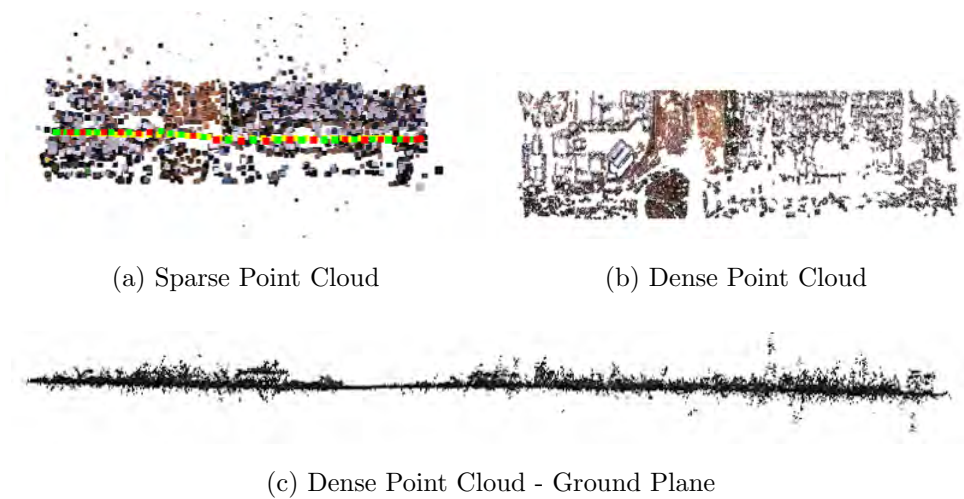 (a) Sparse Point Cloud
(b) Dense Point Cloud
(c) Dense Point Cloud - Ground Plane